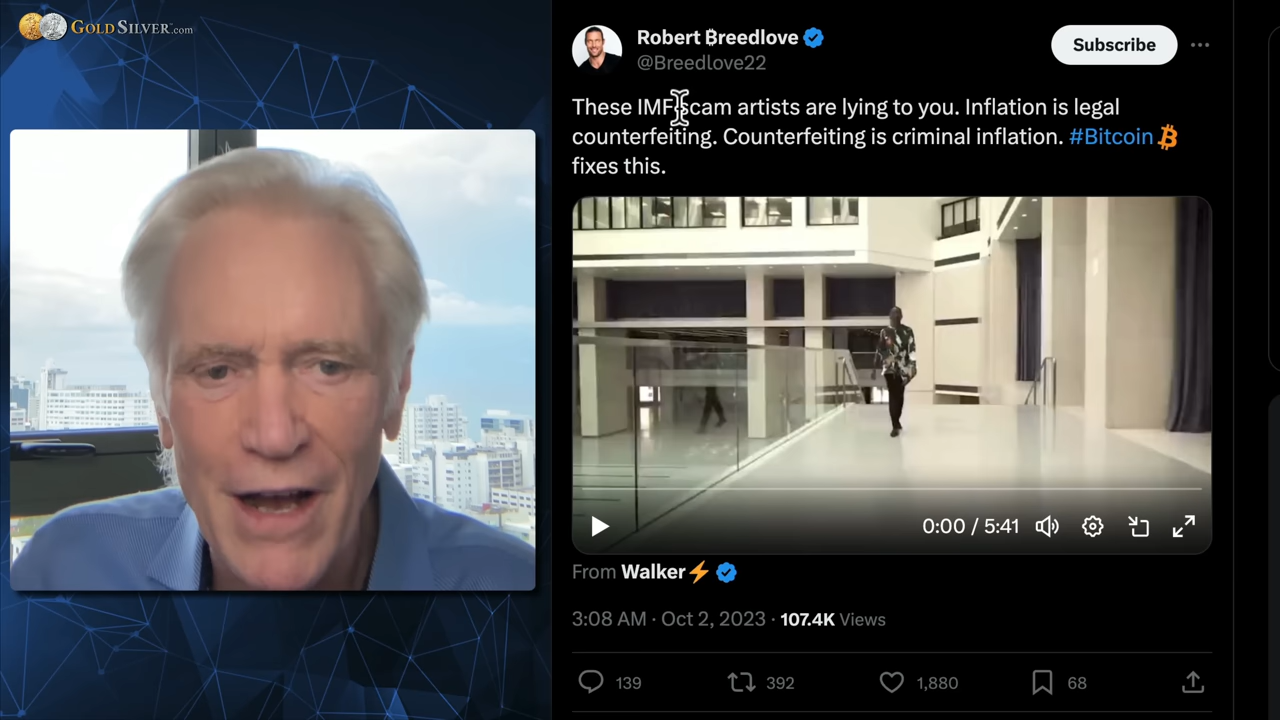 GOLDSILVER.com
Robert ₿reedlove
@Breedlove22
Subscribe
These IMF scam artists are lying to you. Inflation is legal
counterfeiting. Counterfeiting is criminal inflation. #Bitcoin
fixes this.
0:00 / 5:41
From Walker⚡
3:08 AM · Oct 2, 2023 · 107.4K Views
139 392 1,880 68